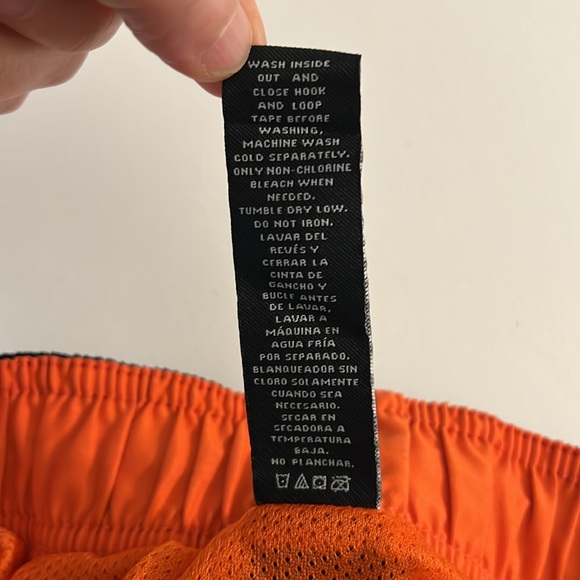 WASH INSIDE
OUT AND
CLOSE HOOK
AND LOOP
TAPE BEFORE
WASHING,
MACHINE WASH
COLD SEPARATELY.
ONLY NON-CHLORINE
BLEACH WHEN
NEEDED.
TUMBLE DRY LOW.
DO NOT IRON.
LAVAR DEL
REVÉS Y
CERRAR LA
CINTA DE
GANCHO Y
BUCLE ANTES
DE LAVAR,
LAVAR A
MÁQUINA EN
AGUA FRÍA
POR SEPARADO.
BLANQUEADOR SIN
CLORO SOLAMENTE
CUANDO SEA
NECESARIO.
SECAR EN
SECADORA A
TEMPERATURA
BAJA.
NO PLANCHAR.